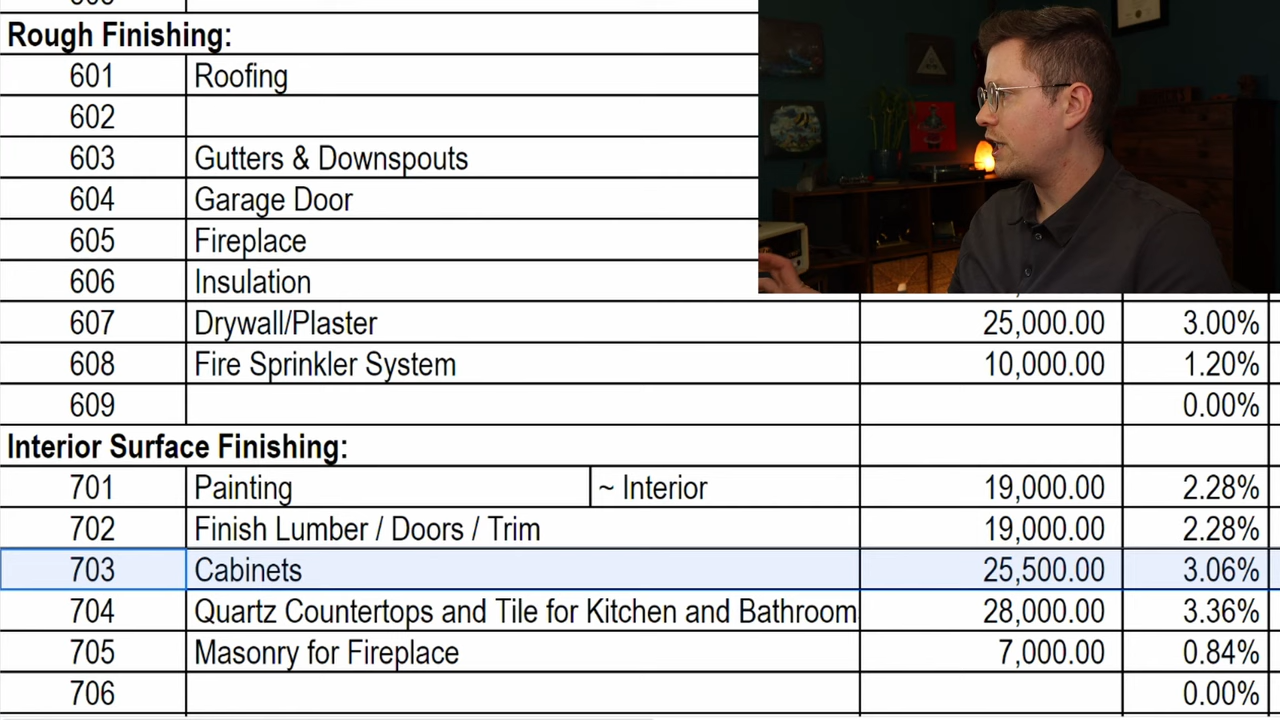 Rough Finishing:
601 Roofing
602
603 Gutters & Downspouts
604 Garage Door
605 Fireplace
606 Insulation
607 Drywall/Plaster 25,000.00 3.00%
608 Fire Sprinkler System 10,000.00 1.20%
609 0.00%
Interior Surface Finishing:
701 Painting ~ Interior 19,000.00 2.28%
702 Finish Lumber / Doors / Trim 19,000.00 2.28%
703 Cabinets 25,500.00 3.06%
704 Quartz Countertops and Tile for Kitchen and Bathroom 28,000.00 3.36%
705 Masonry for Fireplace 7,000.00 0.84%
706 0.00%